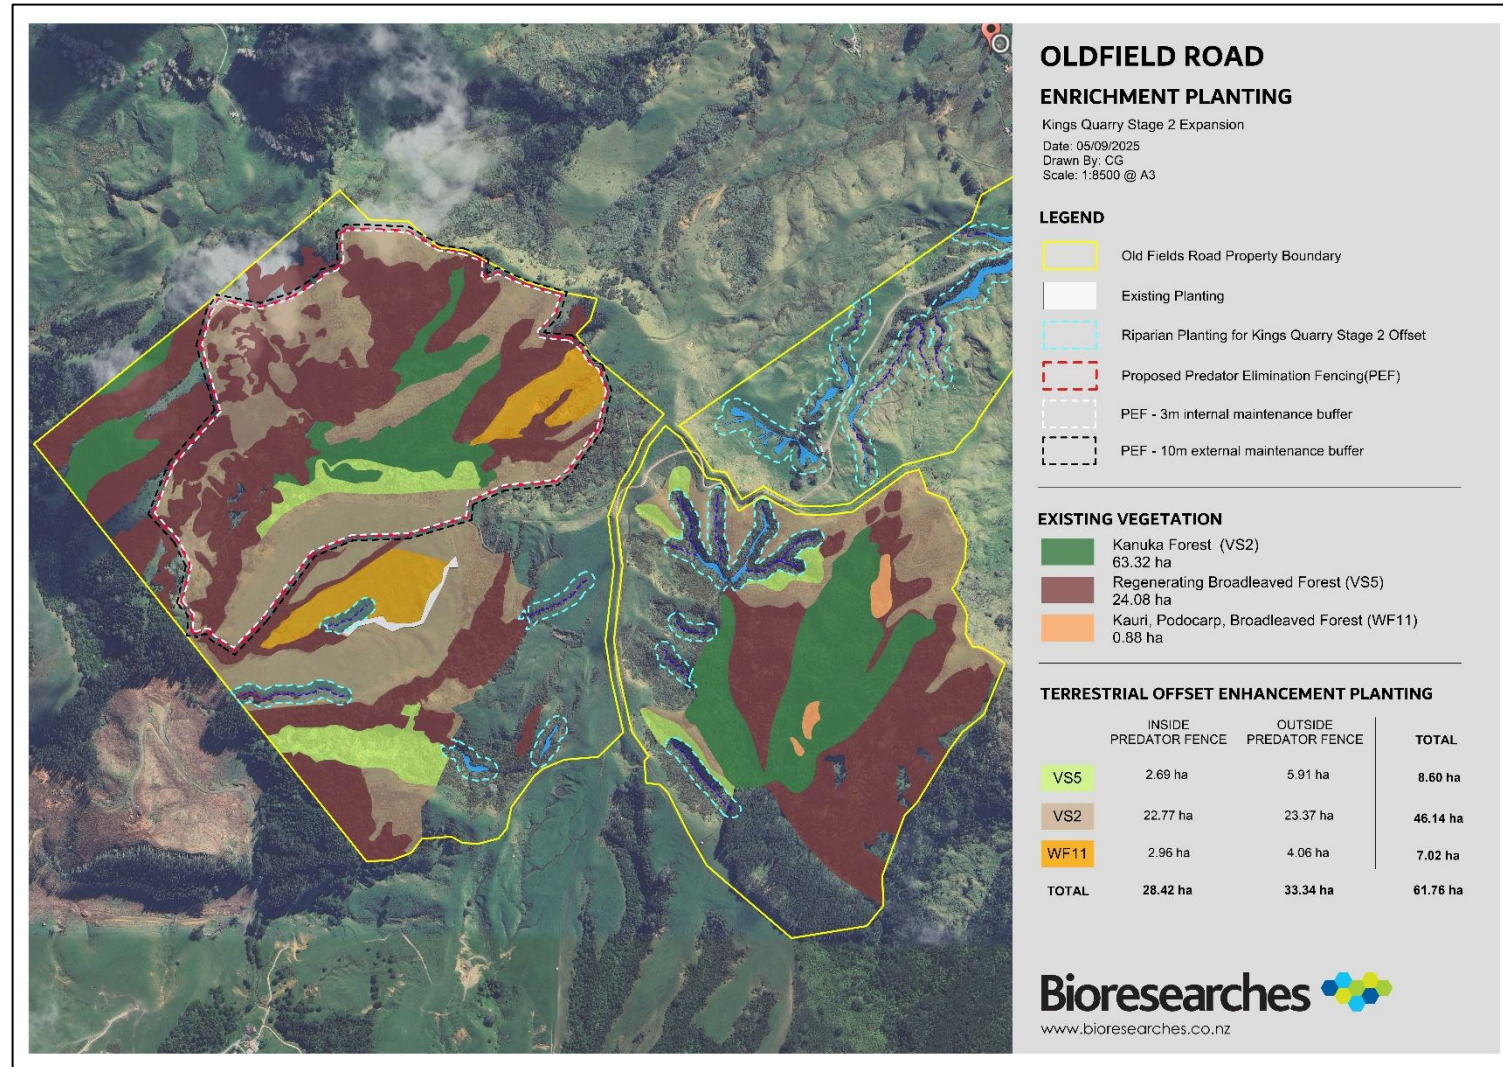 OLDFIELD ROAD
ENRICHMENT PLANTING
Kings Quarry Stage 2 Expansion
Date: 05/09/2025
Drawn By: CG
Scale: 1:8500 @ A3
LEGEND
Old Fields Road Property Boundary
Existing Planting
Riparian Planting for Kings Quarry Stage 2 Offset
Proposed Predator Elimination Fencing(PEF)
PEF - 3m internal maintenance buffer
PEF - 10m external maintenance buffer
EXISTING VEGETATION
Kanuka Forest (VS2)
63.32 ha
Regenerating Broadleaved Forest (VS5)
24.08 ha
Kauri, Podocarp, Broadleaved Forest (WF11)
0.88 ha
TERRESTRIAL OFFSET ENHANCEMENT PLANTING
INSIDE OUTSIDE
PREDATOR FENCE PREDATOR FENCE TOTAL
VS5 2.69 ha 5.91 ha 8.60 ha
VS2 22.77 ha 23.37 ha 46.14 ha
WF11 2.96 ha 4.06 ha 7.02 ha
TOTAL 28.42 ha 33.34 ha 61.76 ha
Bioresearches
www.bioresearches.co.nz